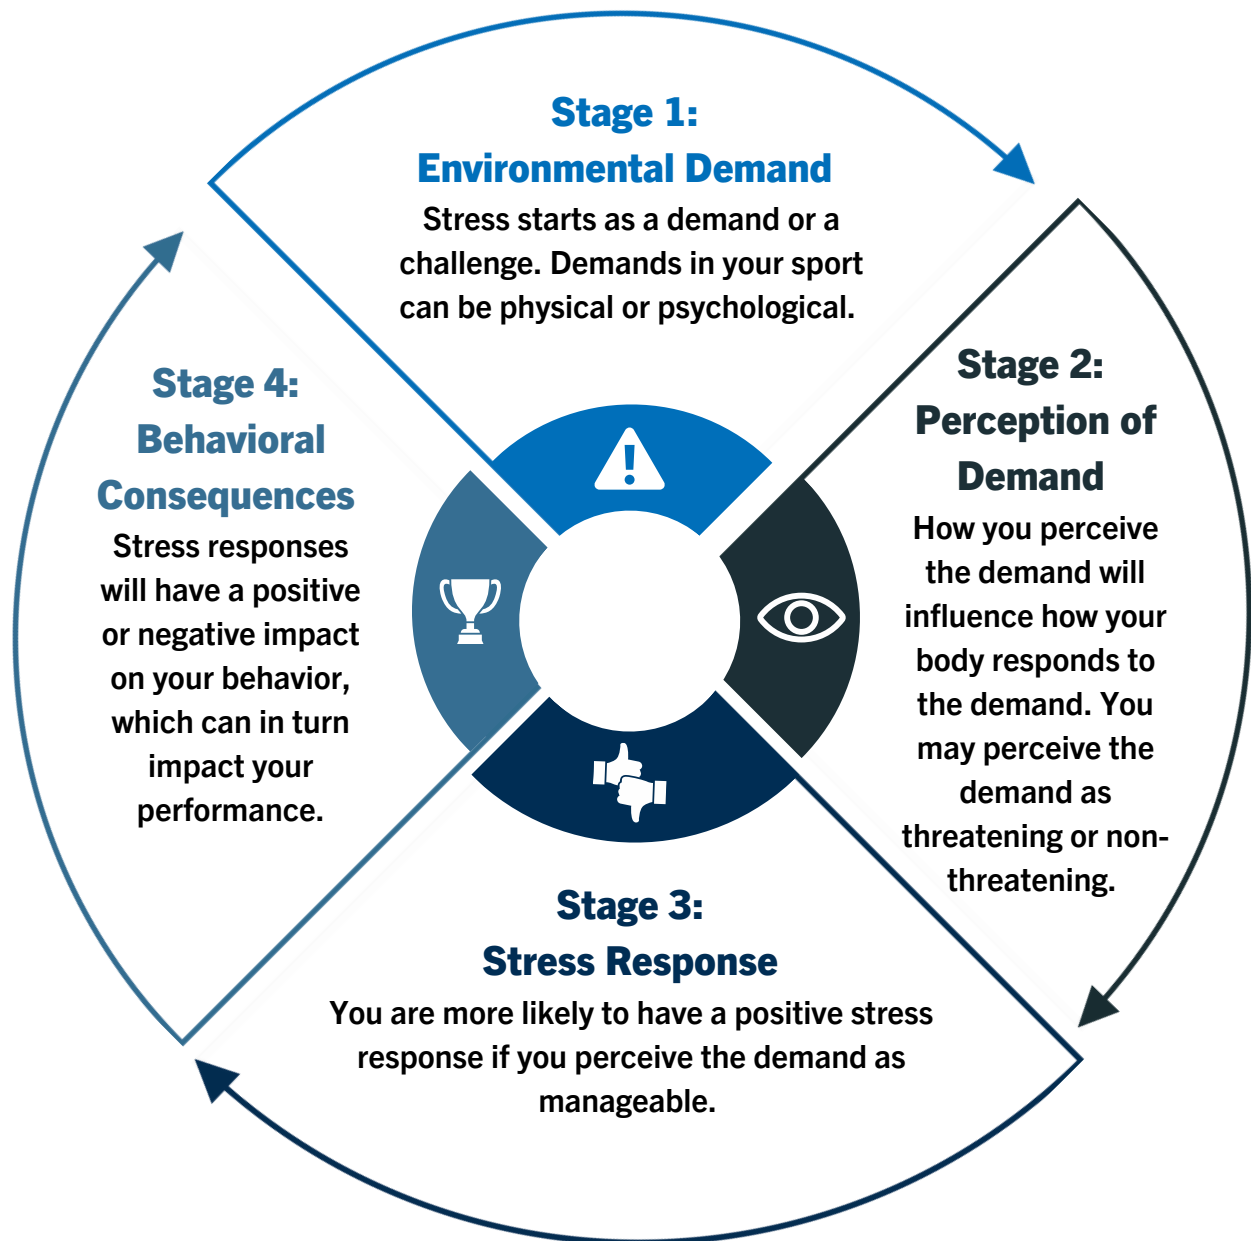 Stage 1:
Environmental Demand
Stress starts as a demand or a
challenge. Demands in your sport
can be physical or psychological.
Stage 2:
Perception of
Demand
How you perceive
the demand will
influence how your
body responds to
the demand. You
may perceive the
demand as
threatening or non-
threatening.
Stage 3:
Stress Response
You are more likely to have a positive stress
response if you perceive the demand as
manageable.
Stage 4:
Behavioral
Consequences
Stress responses
will have a positive
or negative impact
on your behavior,
which can in turn
impact your
performance.